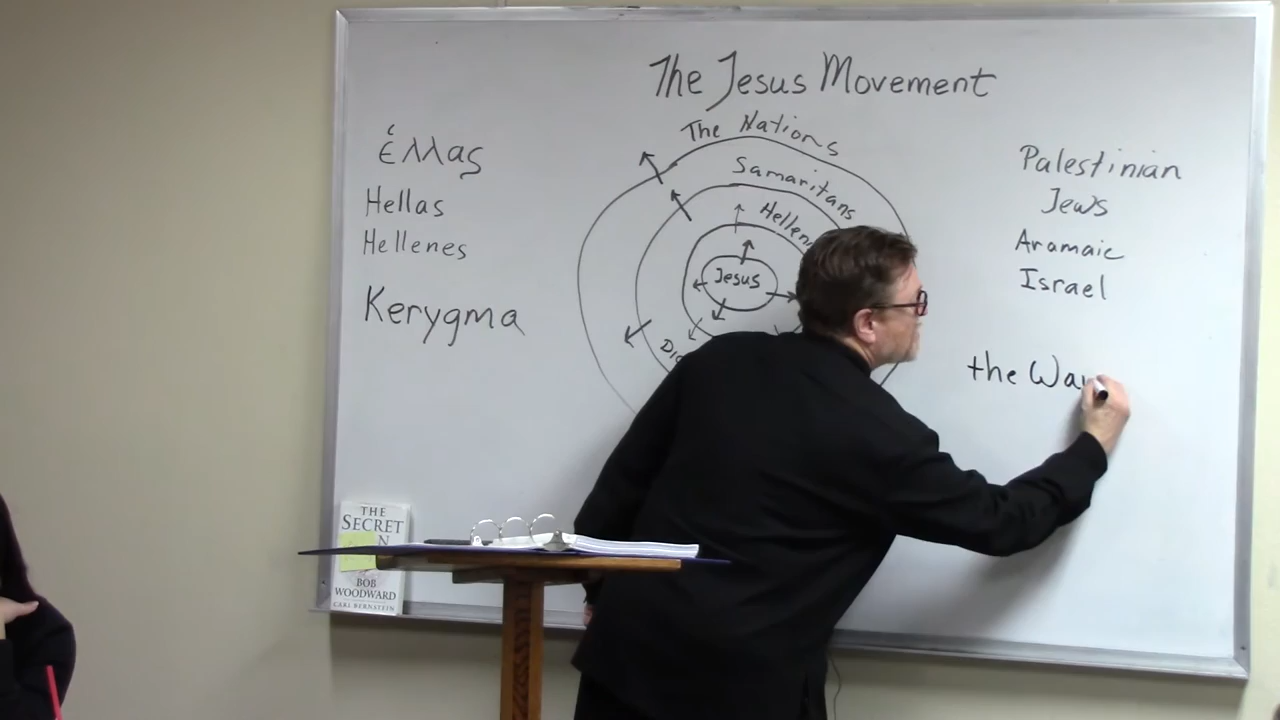 The Jesus Movement
ἑλλας
Hellas
Hellenes
Kerygma
The Nations
Samaritans
Jesus
Palestinian
Jews
Aramaic
Israel
the Way
THE
SECRET
BOB
WOODWARD
CARL BERNSTEIN